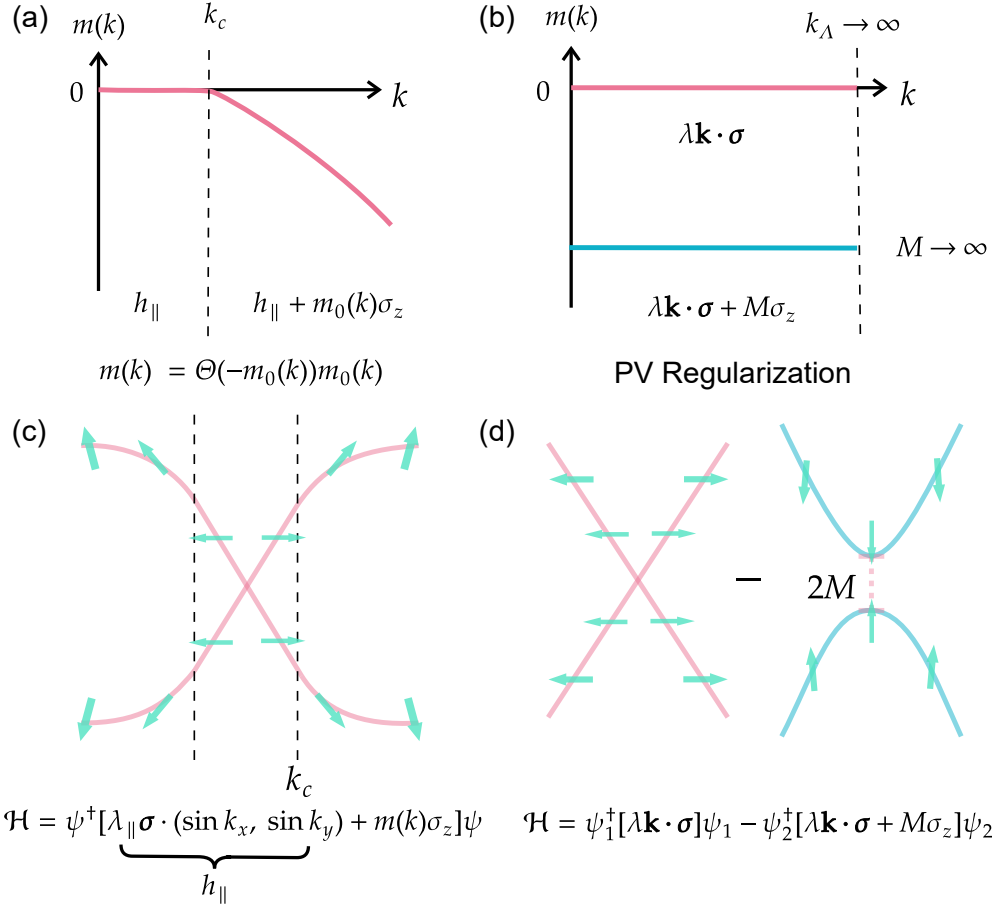 (a)
m(k)
k_c
0
k
h_∥
h_∥ + m_0(k)σ_z
m(k) = Θ(−m_0(k))m_0(k)
(b)
m(k)
k_Λ → ∞
0
k
λ𝐤 · 𝛔
M → ∞
λ𝐤 · 𝛔 + Mσ_z
PV Regularization
(c)
k_c
ℋ = ψ†[λ_∥𝛔 · (sin k_x, sin k_y) + m(k)σ_z]ψ
h_∥
(d)
−
2M
ℋ = ψ_1†[λ𝐤 · 𝛔]ψ_1 − ψ_2†[λ𝐤 · 𝛔 + Mσ_z]ψ_2